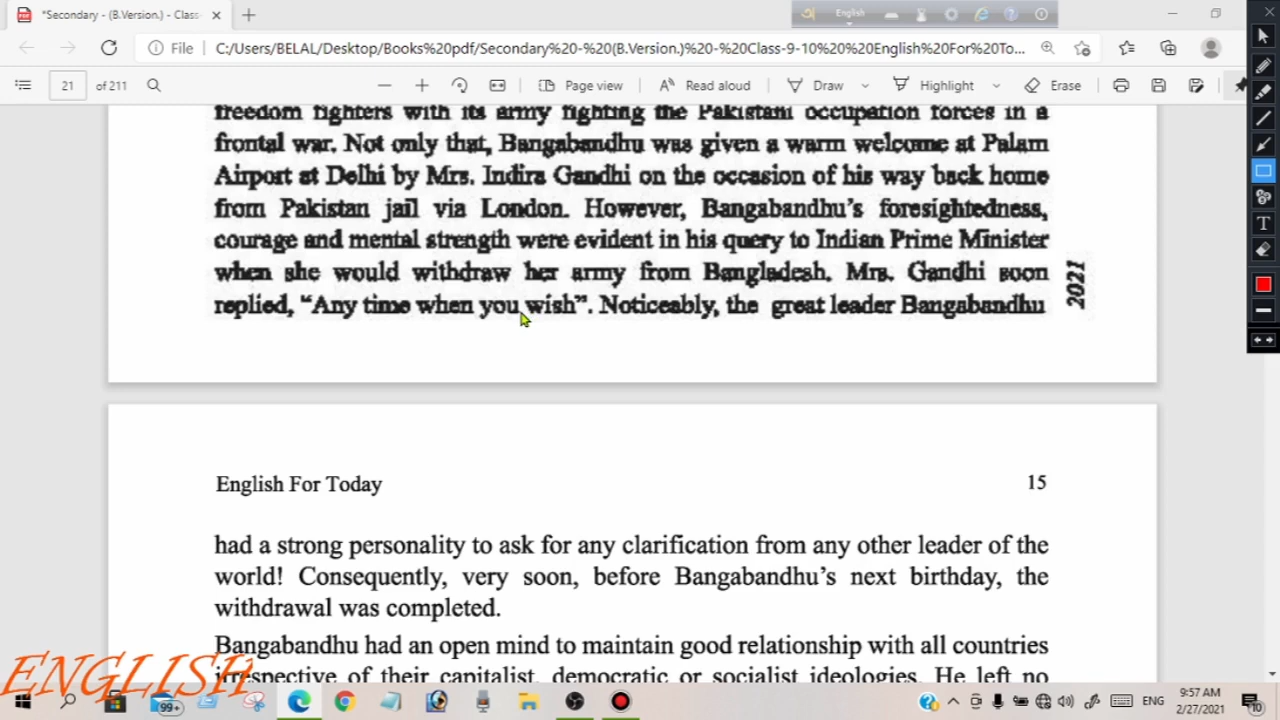 *Secondary - (B.Version.) - Class-
English
File
C:/Users/BELAL/Desktop/Books%20pdf/Secondary%20-%20(B.Version.)%20-%20Class-9-10%20%20English%20For%20To...
21
of 211
Page view
Read aloud
Draw
Highlight
Erase
freedom fighters with its army fighting the Pakistani occupation forces in a
frontal war. Not only that, Bangabandhu was given a warm welcome at Palam
Airport at Delhi by Mrs. Indira Gandhi on the occasion of his way back home
from Pakistan jail via London. However, Bangabandhu's foresightedness,
courage and mental strength were evident in his query to Indian Prime Minister
when she would withdraw her army from Bangladesh. Mrs. Gandhi soon
replied, “Any time when you wish”. Noticeably, the great leader Bangabandhu
2021
English For Today
15
had a strong personality to ask for any clarification from any other leader of the
world! Consequently, very soon, before Bangabandhu's next birthday, the
withdrawal was completed.
Bangabandhu had an open mind to maintain good relationship with all countries
irrespective of their capitalist, democratic or socialist ideologies. He left no
ENGLISH
99+
ENG
9:57 AM
2/27/2021
10